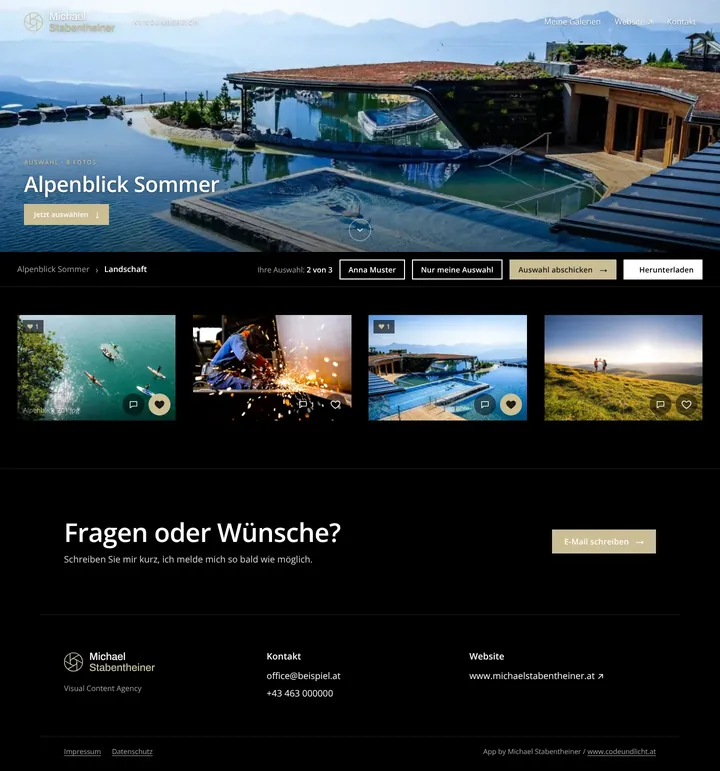 Michael
Stabentheiner
KUNDENBEREICH
Meine Galerien
Website ↗
Kontakt
AUSWAHL · 4 FOTOS
Alpenblick Sommer
Jetzt auswählen ↓
Alpenblick Sommer › Landschaft
Ihre Auswahl: 2 von 3
Anna Muster
Nur meine Auswahl
Auswahl abschicken →
Herunterladen
1
1
Fragen oder Wünsche?
Schreiben Sie mir kurz, ich melde mich so bald wie möglich.
E-Mail schreiben →
Michael
Stabentheiner
Visual Content Agency
Kontakt
office@beispiel.at
+43 463 000000
Website
www.michaelstabentheiner.at ↗
Impressum
Datenschutz
App by Michael Stabentheiner / www.codeundlicht.at